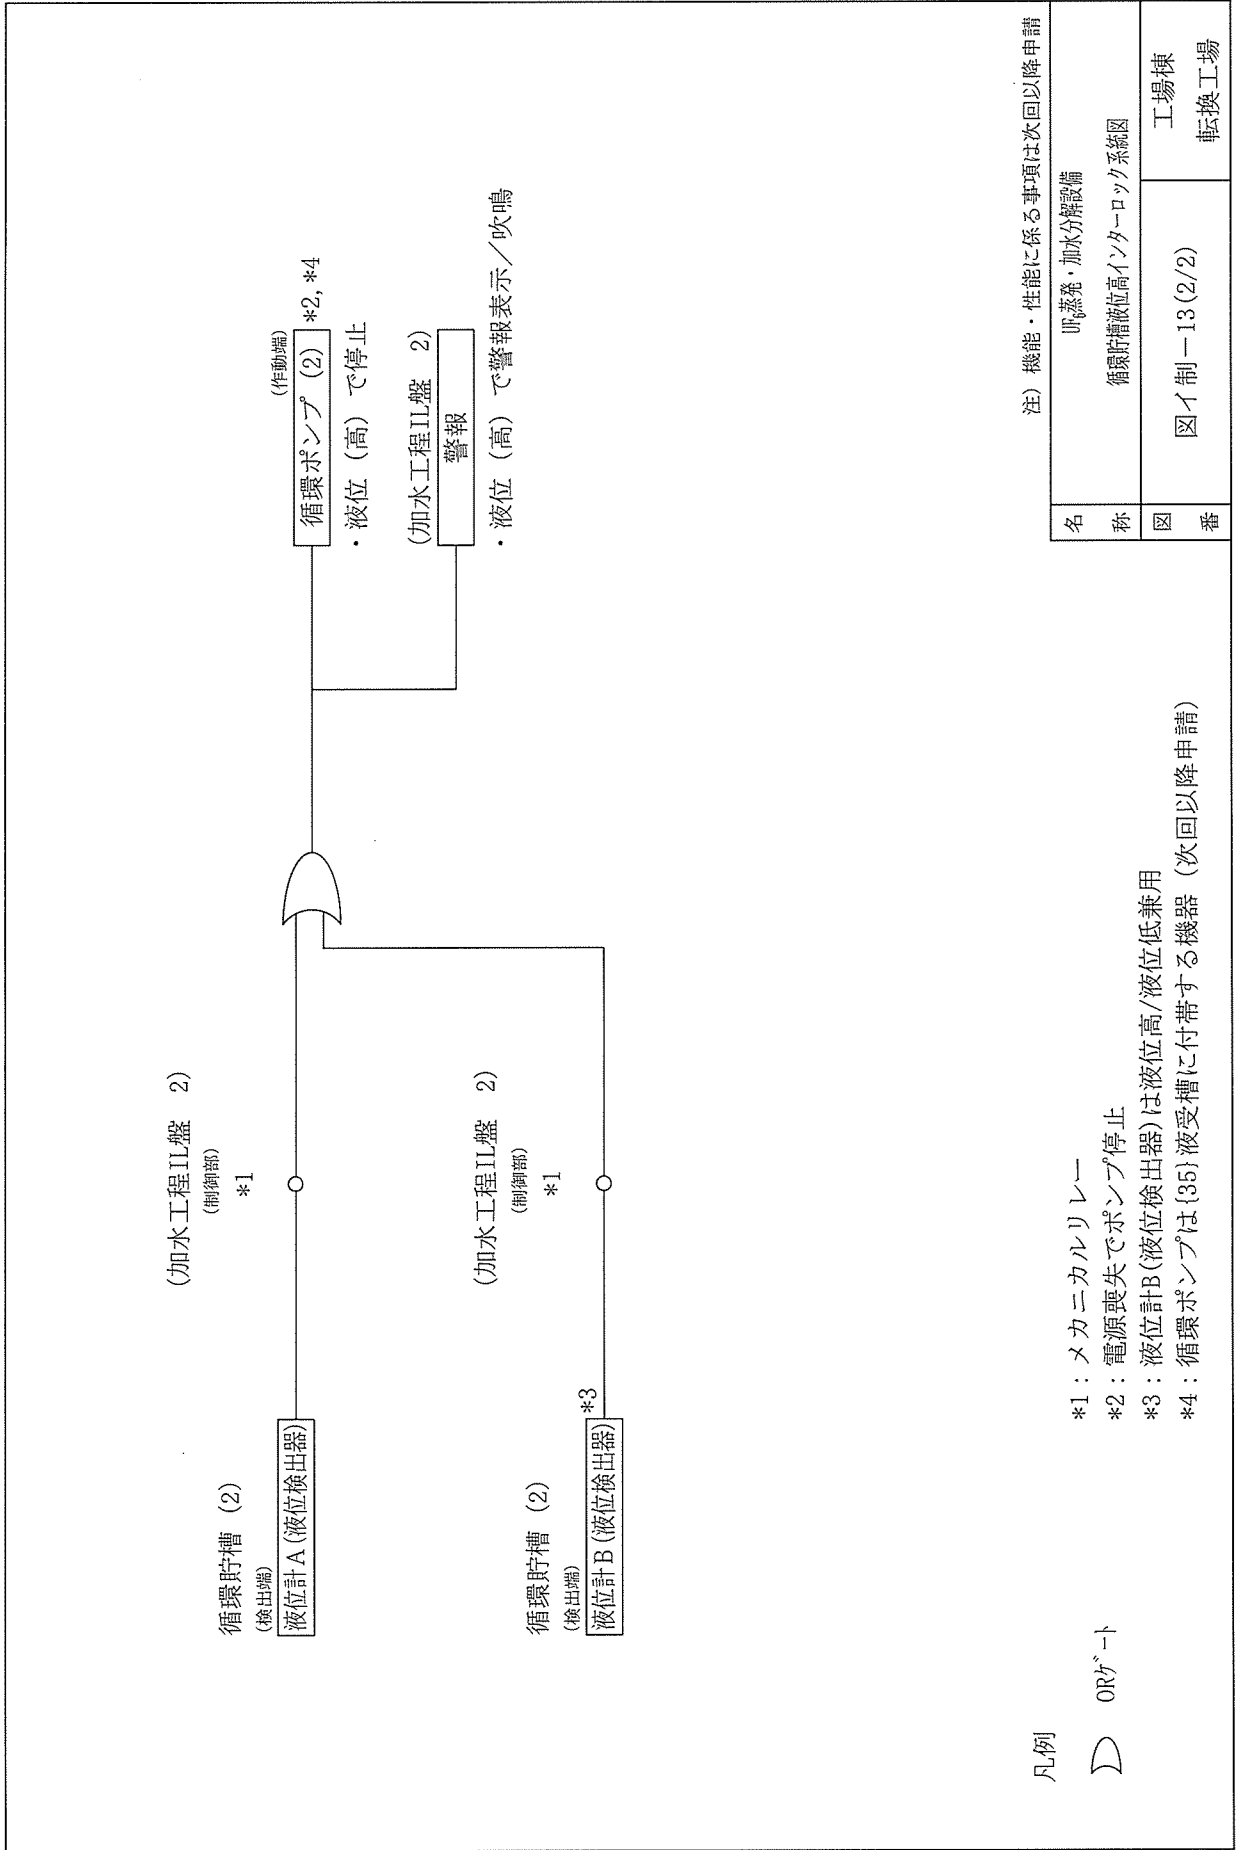 循環貯槽 (2)
(検出端)
液位計A(液位検出器)
(加水工程IL盤 2)
(制御部)
*1
循環貯槽 (2)
(検出端)
液位計B(液位検出器)
*3
(加水工程IL盤 2)
(制御部)
*1
(作動端)
循環ポンプ (2) *2, *4
・液位 (高) で停止
(加水工程IL盤 2)
警報
・液位 (高) で警報表示/吹鳴
凡例
ORゲート
*1：メカニカルリレー
*2：電源喪失でポンプ停止
*3：液位計B(液位検出器)は液位高/液位低兼用
*4：循環ポンプは{35}液受槽に付帯する機器 (次回以降申請)
注) 機能・性能に係る事項は次回以降申請
名称
UF6蒸発・加水分解設備
循環貯槽液位高インターロック系統図
図番
図イ制－13(2/2)
工場棟
転換工場